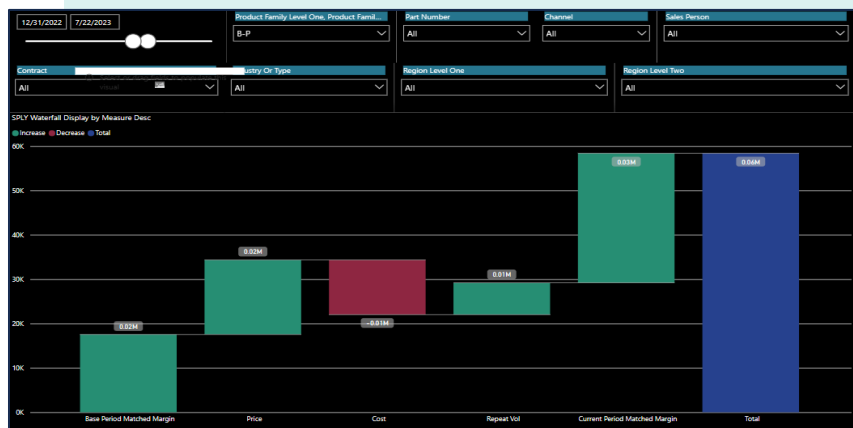 12/31/2022 7/22/2023
Product Family Level One, Product Famil...
B-P
Part Number
All
Channel
All
Sales Person
All
Contract
All
ustry Or Type
All
Region Level One
All
Region Level Two
All
SPLY Waterfall Display by Measure Desc
Increase Decrease Total
60K
50K
40K
30K
20K
10K
0K
0.02M
0.02M
-0.01M
0.01M
0.03M
0.06M
Base Period Matched Margin
Price
Cost
Repeat Vol
Current Period Matched Margin
Total